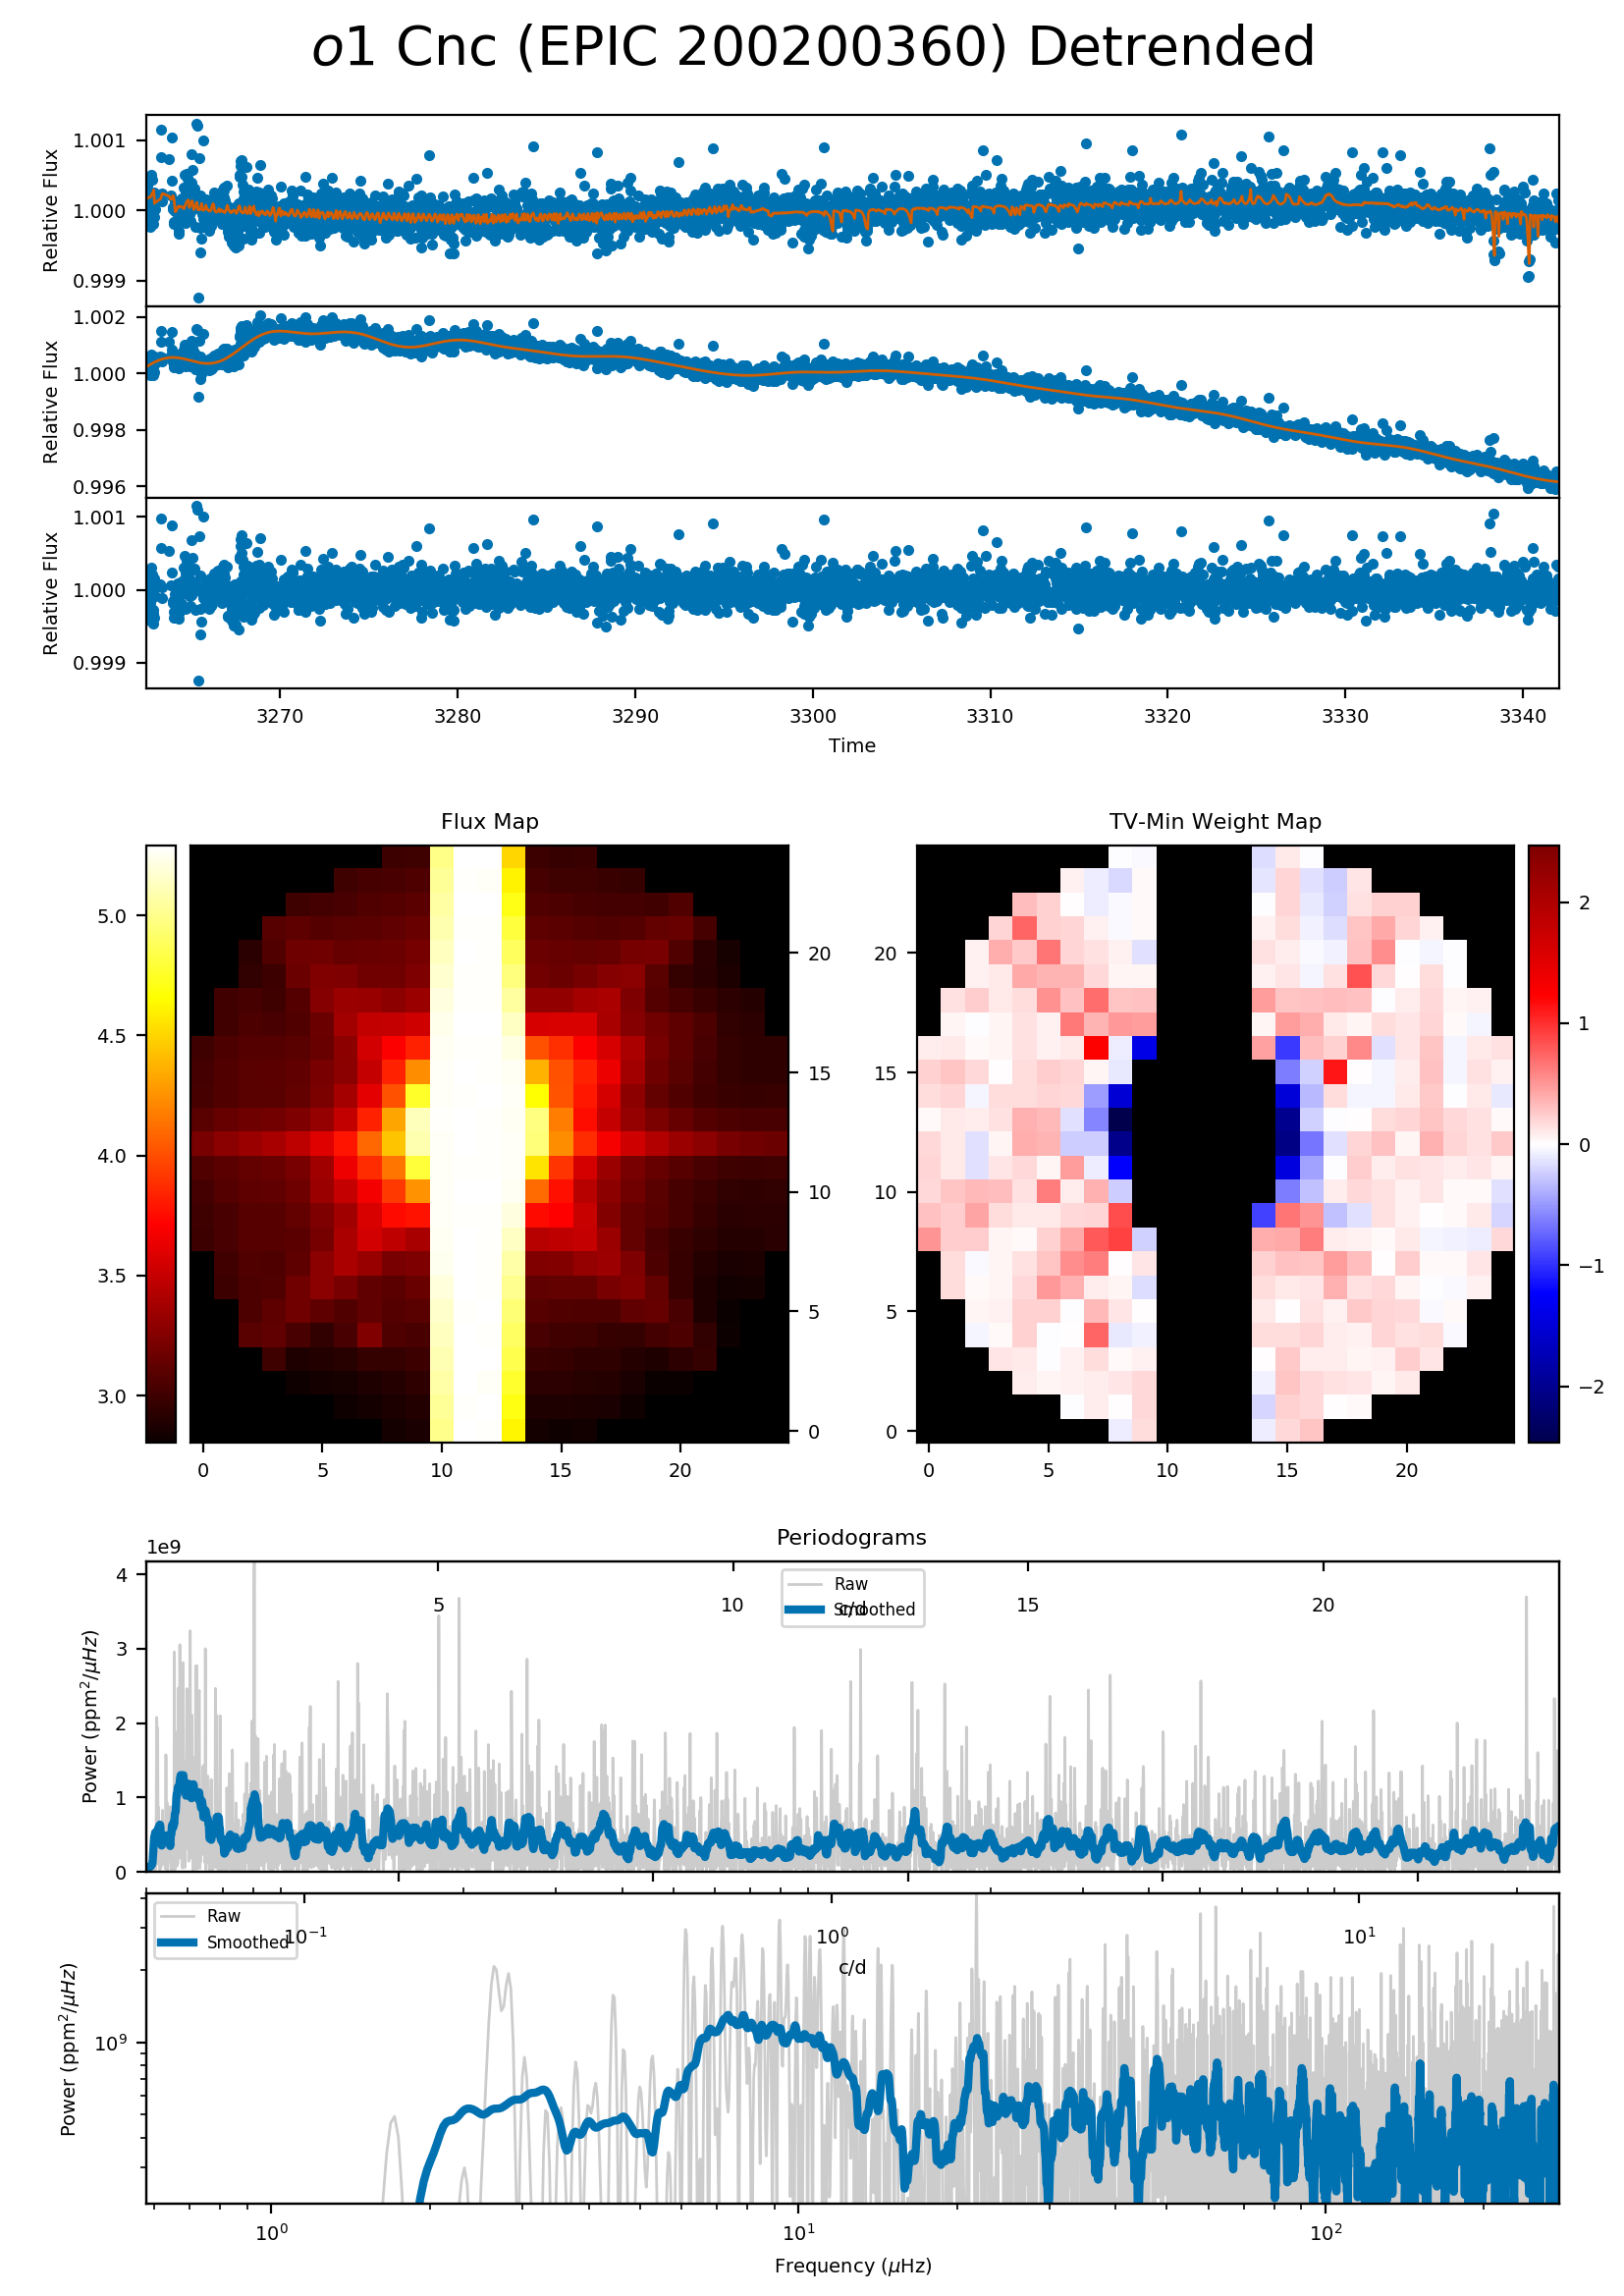 o1 Cnc (EPIC 200200360) Detrended
1.001
1.000
0.999
Relative Flux
1.002
1.000
0.998
0.996
Relative Flux
1.001
1.000
0.999
Relative Flux
3270 3280 3290 3300 3310 3320 3330 3340
Time
Flux Map
5.0
4.5
4.0
3.5
3.0
20
15
10
5
0
0 5 10 15 20
TV-Min Weight Map
20
15
10
5
0
0 5 10 15 20
2
1
0
−1
−2
Periodograms
1e9
4
3
2
1
0
Power (ppm²/μHz)
5 10 15 20
c/d
Raw
Smoothed
Raw
Smoothed
10⁻¹ 10⁰ 10¹
c/d
10⁹
Power (ppm²/μHz)
10⁰ 10¹ 10²
Frequency (μHz)